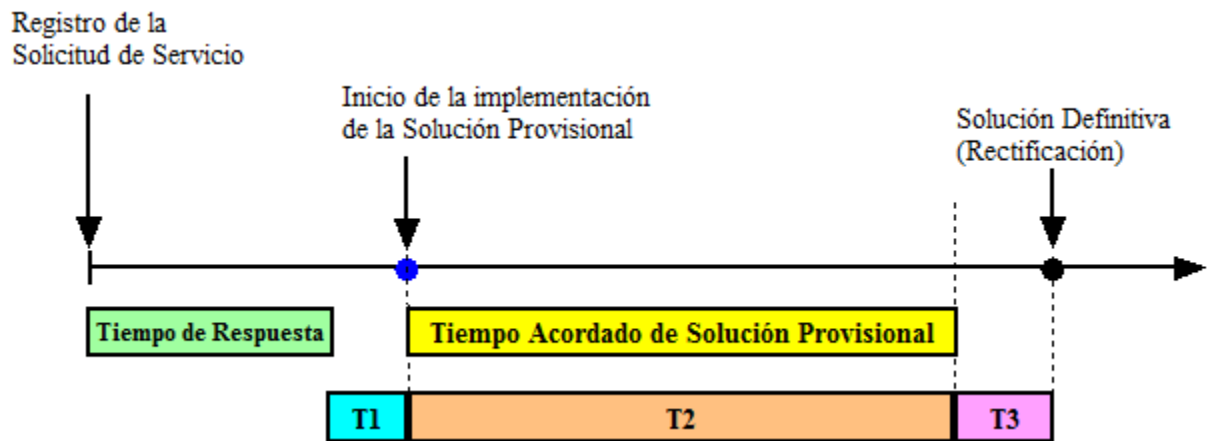 Registro de la
Solicitud de Servicio
Inicio de la implementación
de la Solución Provisional
Solución Definitiva
(Rectificación)
Tiempo de Respuesta
Tiempo Acordado de Solución Provisional
T1
T2
T3